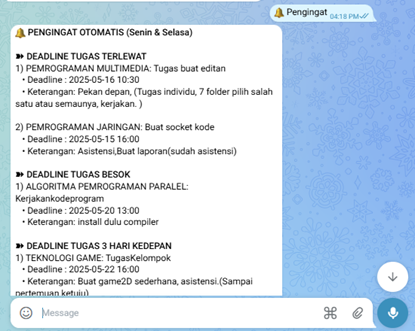 🔔 Pengingat 04:18 PM
🔔 PENGINGAT OTOMATIS (Senin & Selasa)
➽ DEADLINE TUGAS TERLEWAT
1) PEMROGRAMAN MULTIMEDIA: Tugas buat editan
• Deadline : 2025-05-16 10:30
• Keterangan: Pekan depan, (Tugas individu, 7 folder pilih salah
satu atau semaunya, kerjakan. )
2) PEMROGRAMAN JARINGAN: Buat socket kode
• Deadline : 2025-05-15 16:00
• Keterangan: Asistensi,Buat laporan(sudah asistensi)
➽ DEADLINE TUGAS BESOK
1) ALGORITMA PEMROGRAMAN PARALEL:
Kerjakankodeprogram
• Deadline : 2025-05-20 13:00
• Keterangan: install dulu compiler
➽ DEADLINE TUGAS 3 HARI KEDEPAN
1) TEKNOLOGI GAME: TugasKelompok
• Deadline : 2025-05-22 16:00
• Keterangan: Buat game2D sederhana, asistensi.(Sampai
pertemuan ketuju)
Message